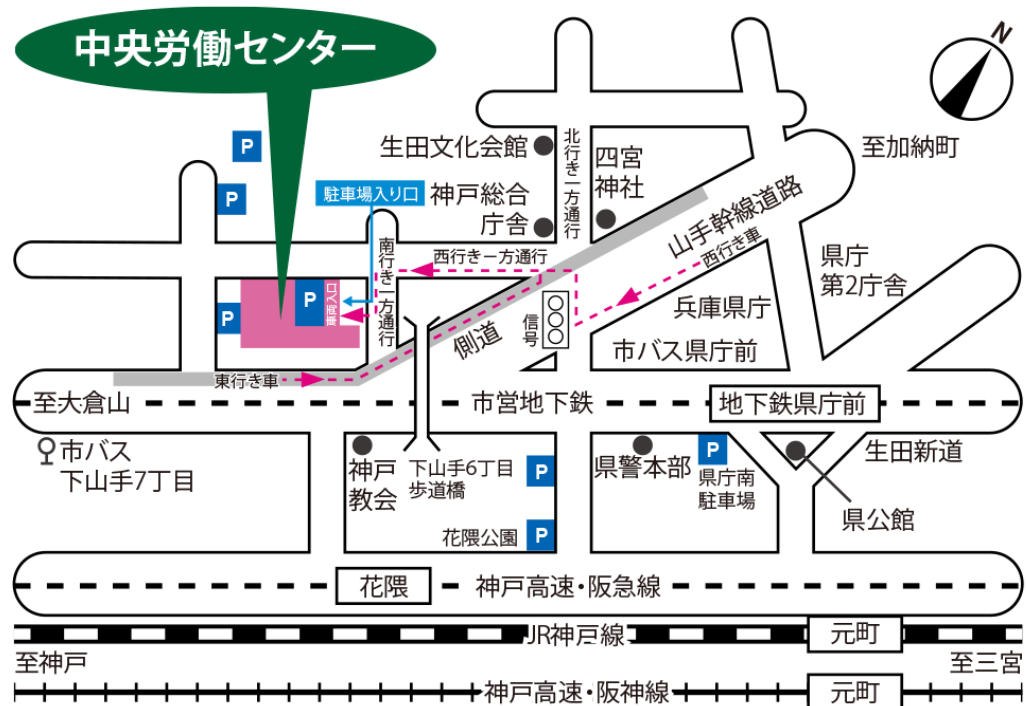 中央労働センター
N
P
生田文化会館
北行き一方通行
四宮
神社
至加納町
P
駐車場入り口
神戸総合
庁舎
山手幹線道路
西行き車
県庁
第2庁舎
南行き一方通行
西行き一方通行
P
P
信号
側道
兵庫県庁
市バス県庁前
東行き車
至大倉山
市営地下鉄
地下鉄県庁前
市バス
下山手7丁目
神戸
教会
下山手6丁目
歩道橋
P
県警本部
P
県庁南
駐車場
生田新道
県公館
花隈公園
P
花隈
神戸高速・阪急線
JR神戸線
元町
至神戸
至三宮
神戸高速・阪神線
元町